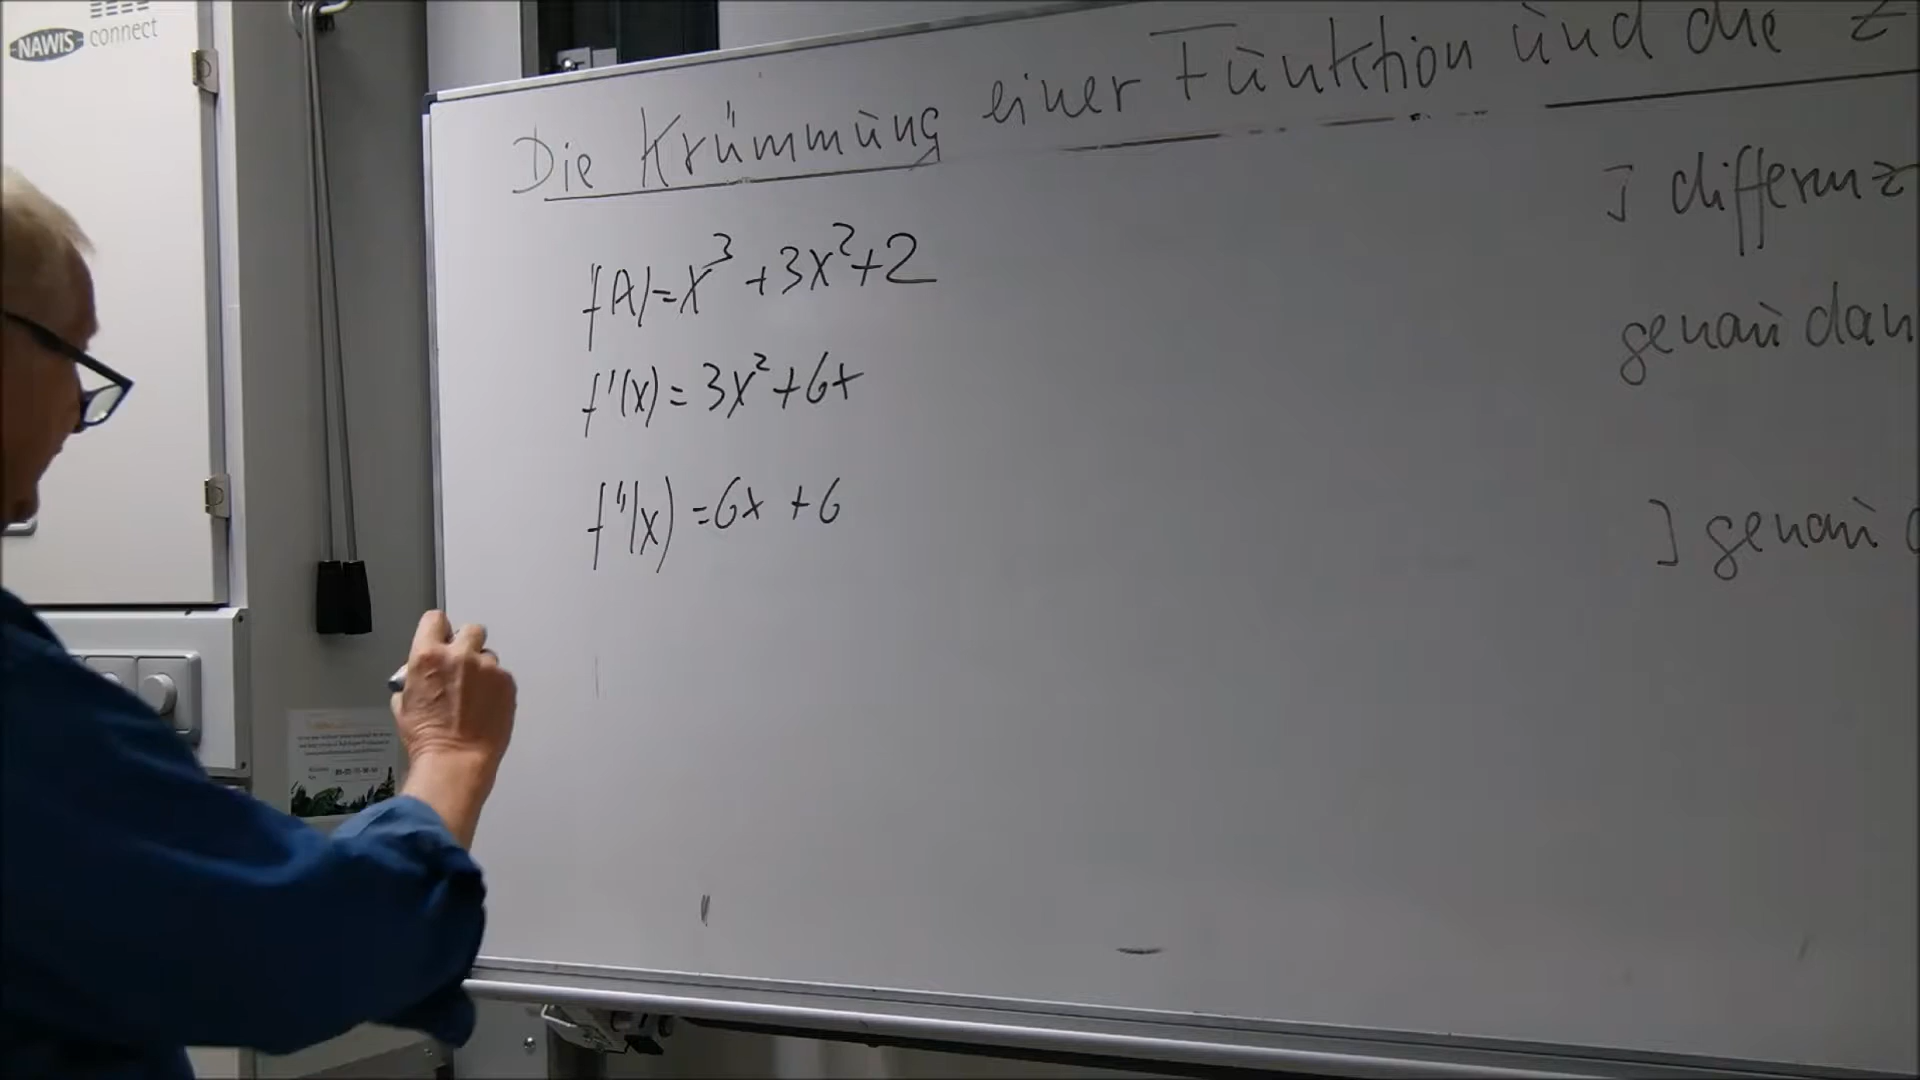 NAWIS connect
Die Krümmung einer Funktion und die z
f(x)=x³+3x²+2
f'(x)=3x²+6x
f''(x)=6x+6
J differenz
genau dan
J genau d